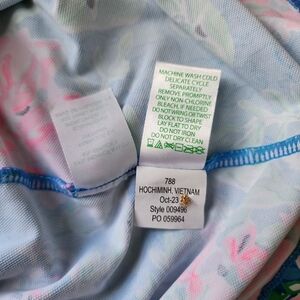 MACHINE WASH COLD
DELICATE CYCLE
SEPARATELY
REMOVE PROMPTLY
ONLY NON-CHLORINE
BLEACH IF NEEDED
DO NOT WRING OR TWIST
BLOCK TO SHAPE
LAY FLAT TO DRY
DO NOT IRON
DO NOT DRY CLEAN
788
HOCHIMINH, VIETNAM
Oct-23
Style 009496
PO 059964